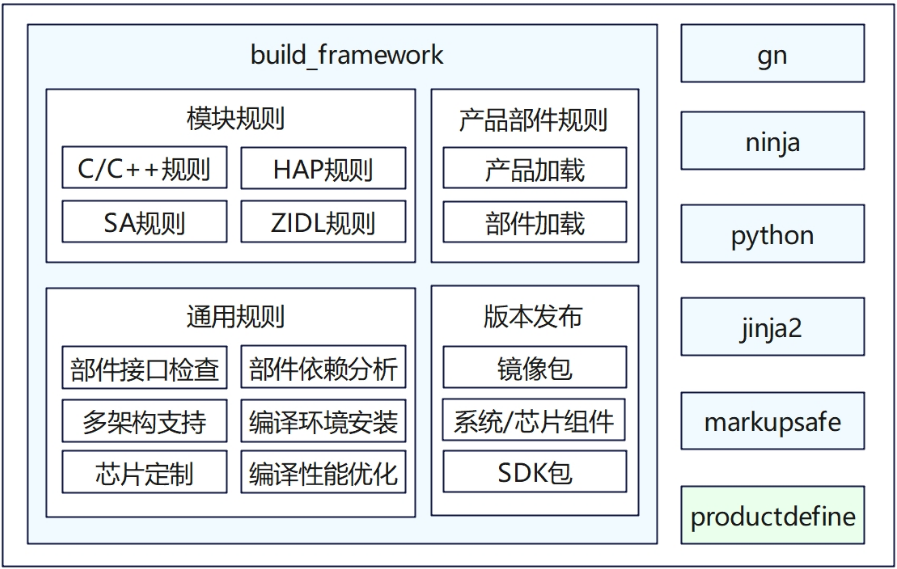 build_framework
模块规则
C/C++规则
HAP规则
SA规则
ZIDL规则
产品部件规则
产品加载
部件加载
通用规则
部件接口检查
部件依赖分析
多架构支持
编译环境安装
芯片定制
编译性能优化
版本发布
镜像包
系统/芯片组件
SDK包
gn
ninja
python
jinja2
markupsafe
productdefine